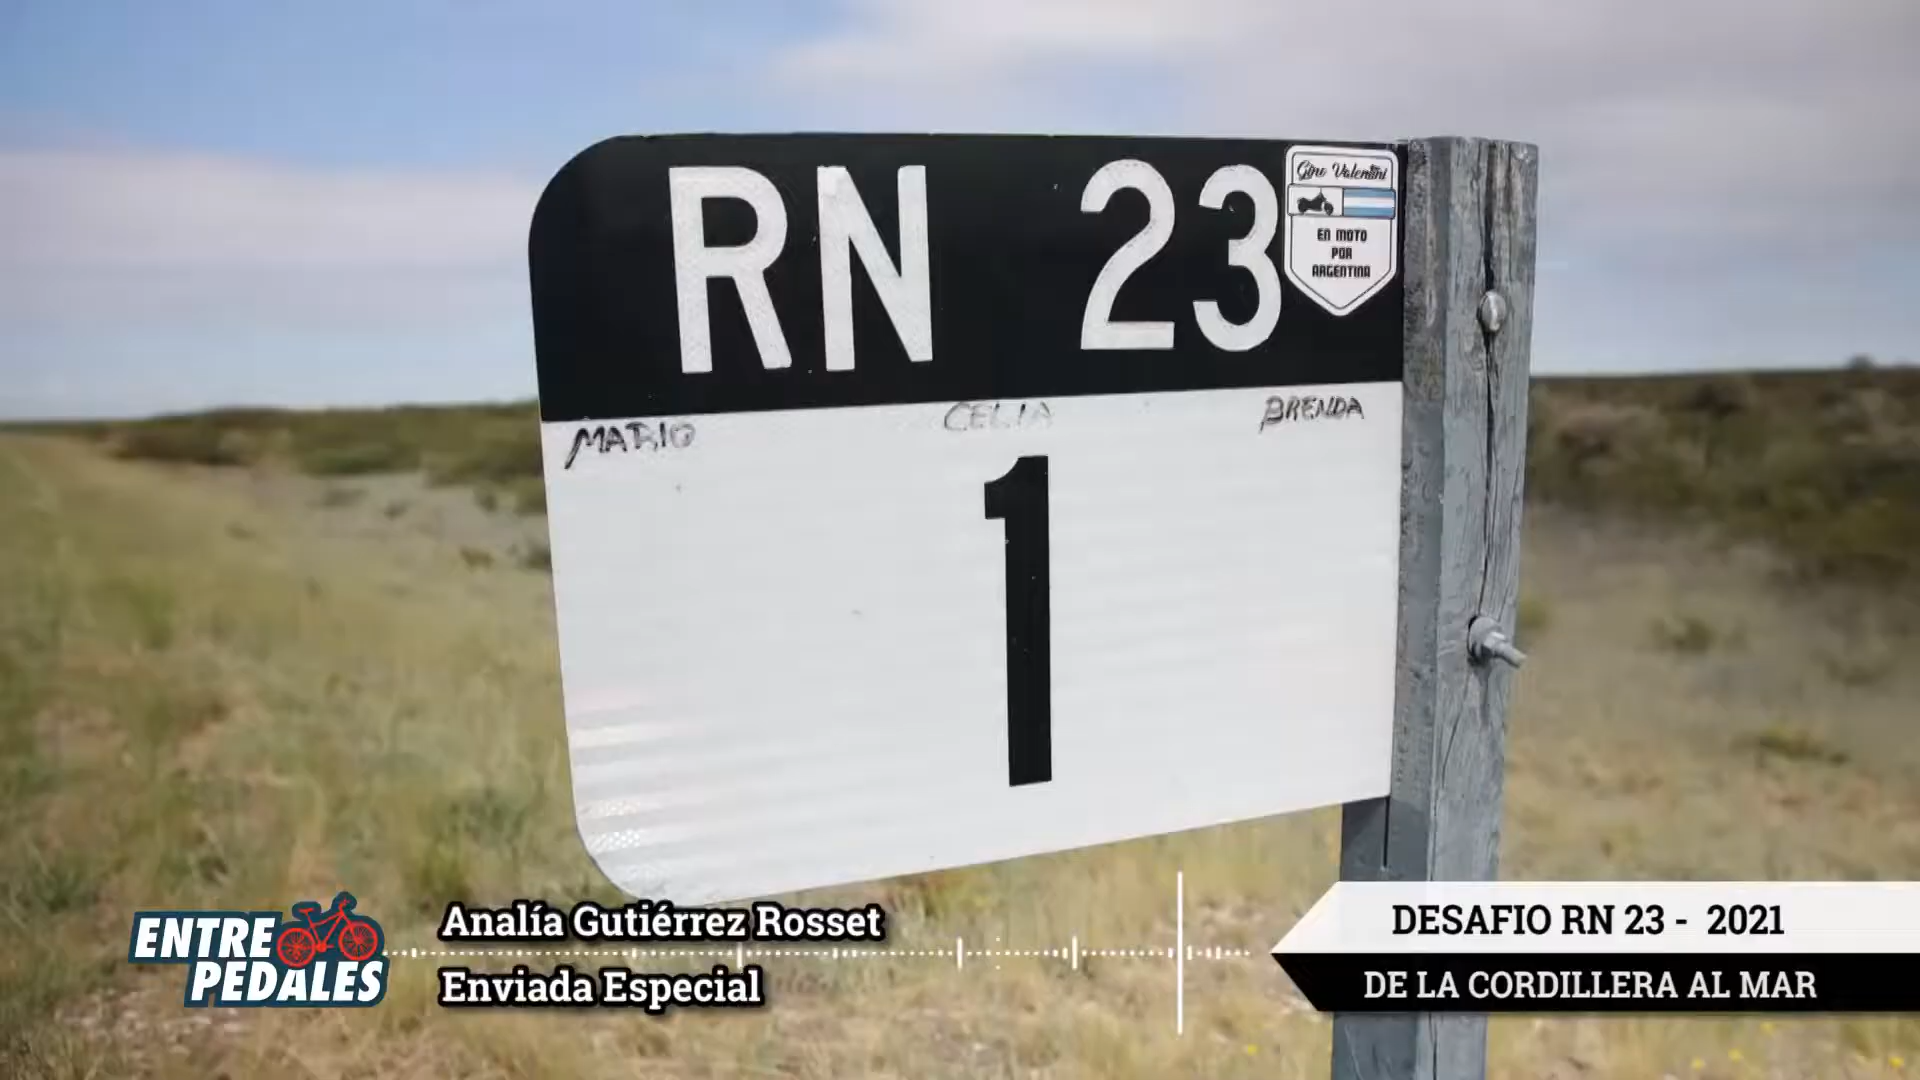 RN 23
Gino Valentini
EN MOTO
POR
ARGENTINA
MARIO CELIA BRENDA
1
ENTRE
PEDALES
Analía Gutiérrez Rosset
Enviada Especial
DESAFIO RN 23 - 2021
DE LA CORDILLERA AL MAR